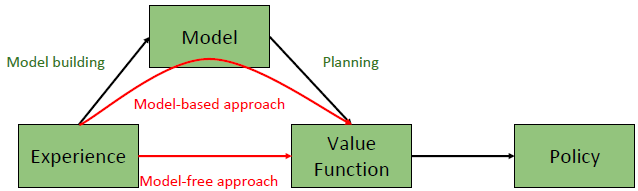 Model
Model building
Planning
Model-based approach
Experience
Value
Function
Policy
Model-free approach